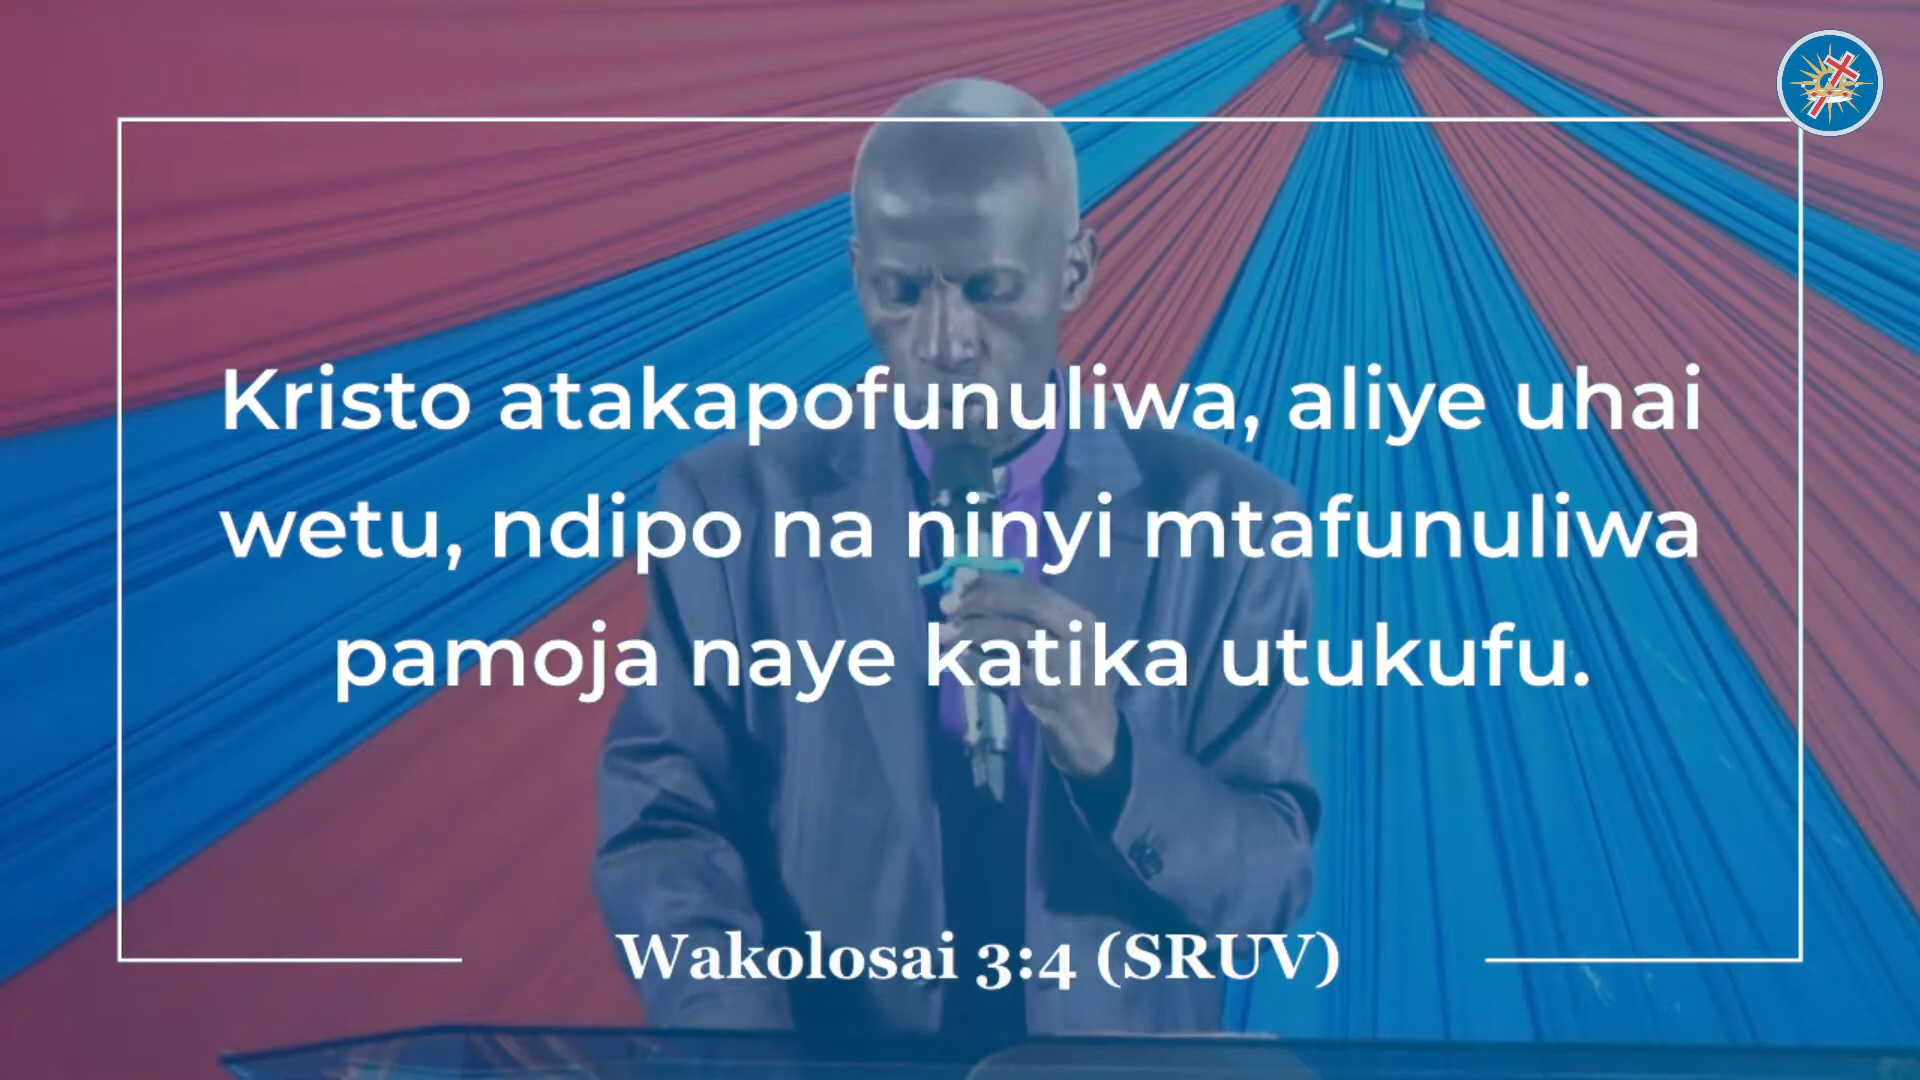 Kristo atakapofunuliwa, aliye uhai
wetu, ndipo na ninyi mtafunuliwa
pamoja naye katika utukufu.
Wakolosai 3:4 (SRUV)